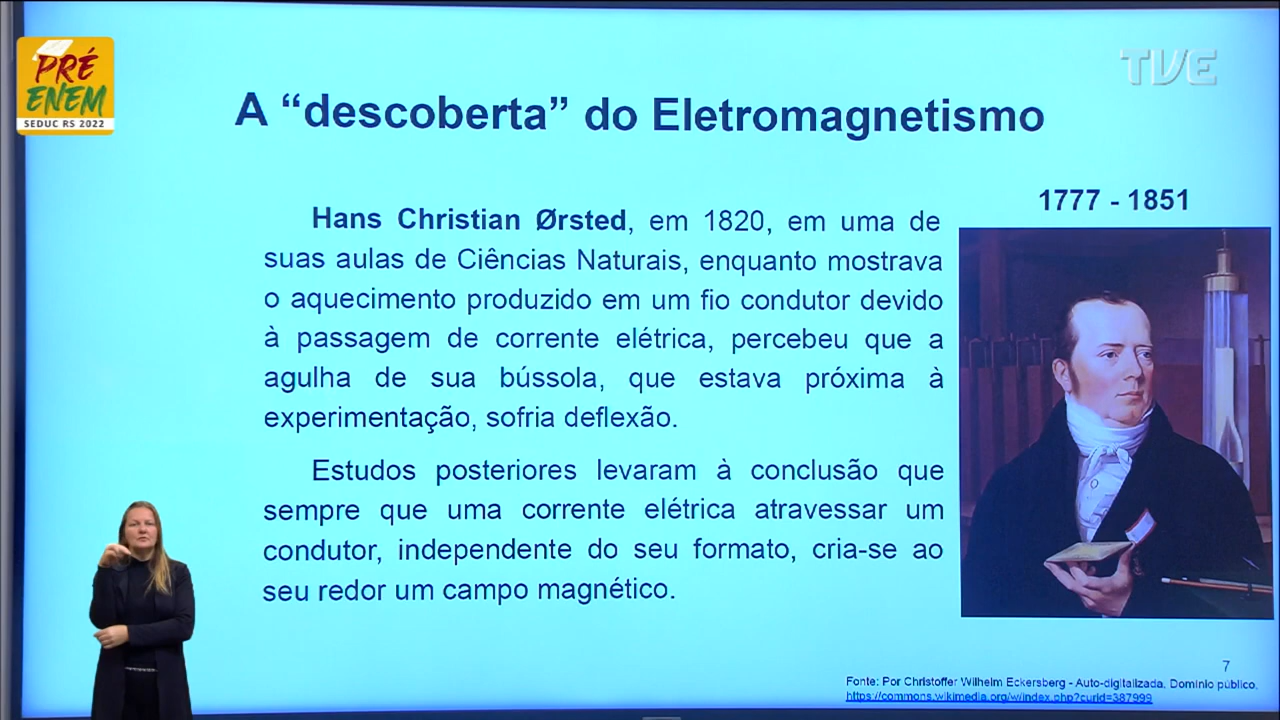 PRÉ
ENEM
SEDUC RS 2022
TVE
A “descoberta” do Eletromagnetismo
1777 - 1851
Hans Christian Ørsted, em 1820, em uma de
suas aulas de Ciências Naturais, enquanto mostrava
o aquecimento produzido em um fio condutor devido
à passagem de corrente elétrica, percebeu que a
agulha de sua bússola, que estava próxima à
experimentação, sofria deflexão.
Estudos posteriores levaram à conclusão que
sempre que uma corrente elétrica atravessar um
condutor, independente do seu formato, cria-se ao
seu redor um campo magnético.
7
Fonte: Por Christoffer Wilhelm Eckersberg - Auto-digitalizada, Domínio público,
https://commons.wikimedia.org/w/index.php?curid=387999